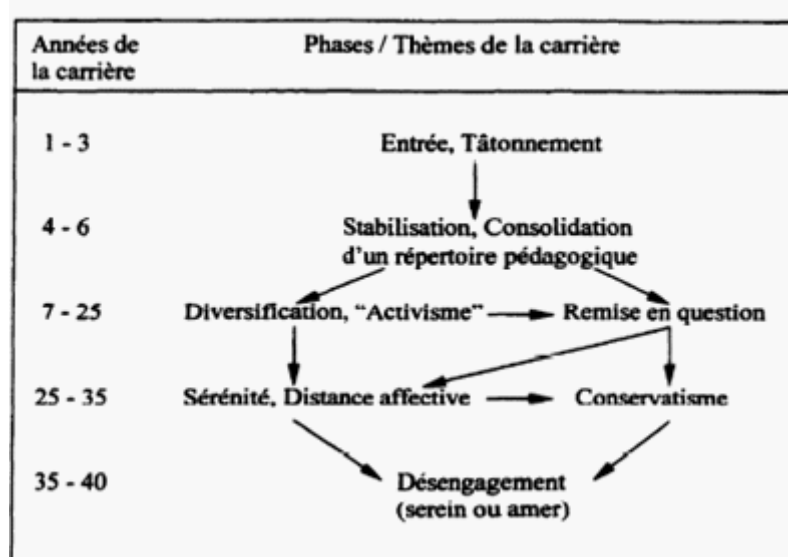 Années de la carrière
Phases / Thèmes de la carrière
1 - 3
Entrée, Tâtonnement
4 - 6
Stabilisation, Consolidation
d'un répertoire pédagogique
7 - 25
Diversification, "Activisme"
Remise en question
25 - 35
Sérénité, Distance affective
Conservatisme
35 - 40
Désengagement
(serein ou amer)